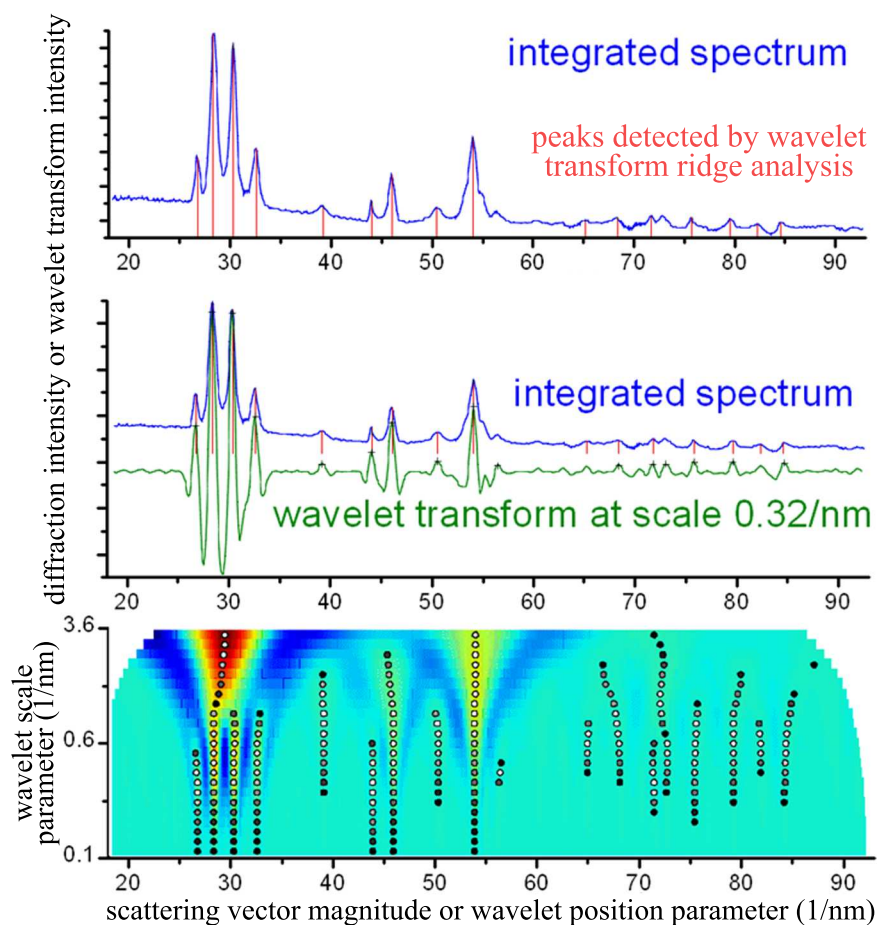 diffraction intensity or wavelet transform intensity
integrated spectrum
peaks detected by wavelet
transform ridge analysis
20 30 40 50 60 70 80 90
integrated spectrum
wavelet transform at scale 0.32/nm
20 30 40 50 60 70 80 90
wavelet scale
parameter (1/nm)
3.6
0.6
0.1
20 30 40 50 60 70 80 90
scattering vector magnitude or wavelet position parameter (1/nm)